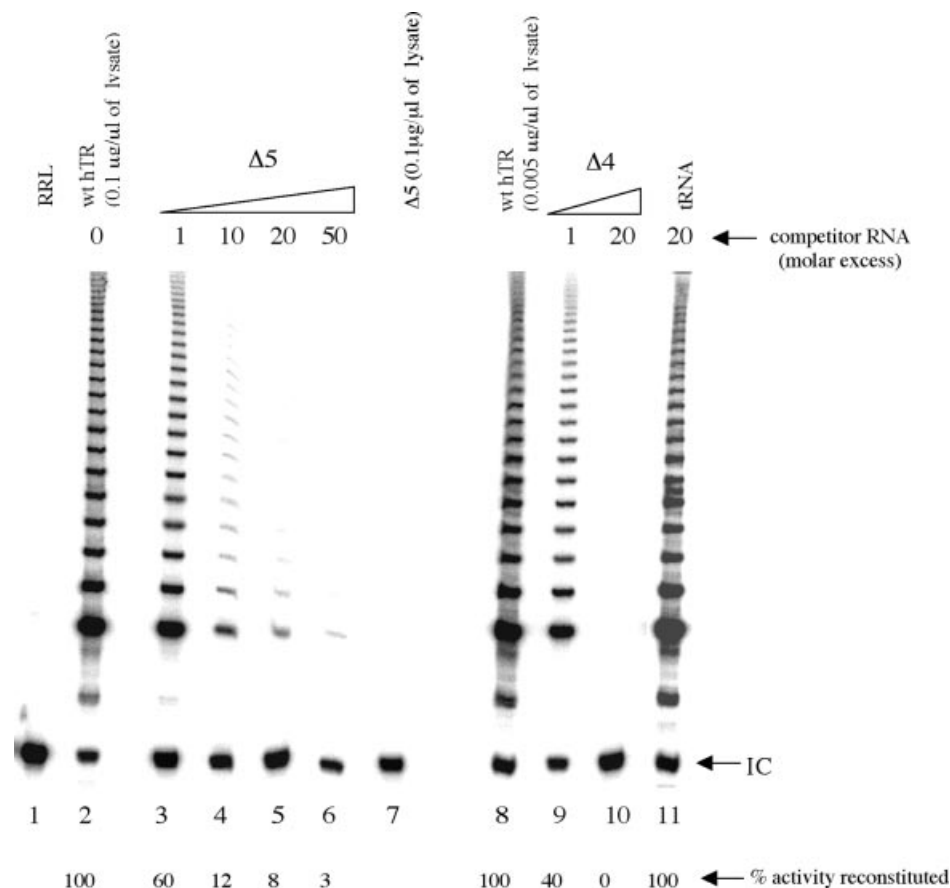 RRL
wt hTR
(0.1 ug/ul of lysate)
Δ5
Δ5 (0.1µg/µl of lysate)
wt hTR
(0.005 ug/ul of lysate)
Δ4
tRNA
0 1 10 20 50 1 20 20 competitor RNA
(molar excess)
IC
1 2 3 4 5 6 7 8 9 10 11
100 60 12 8 3 100 40 0 100 % activity reconstituted